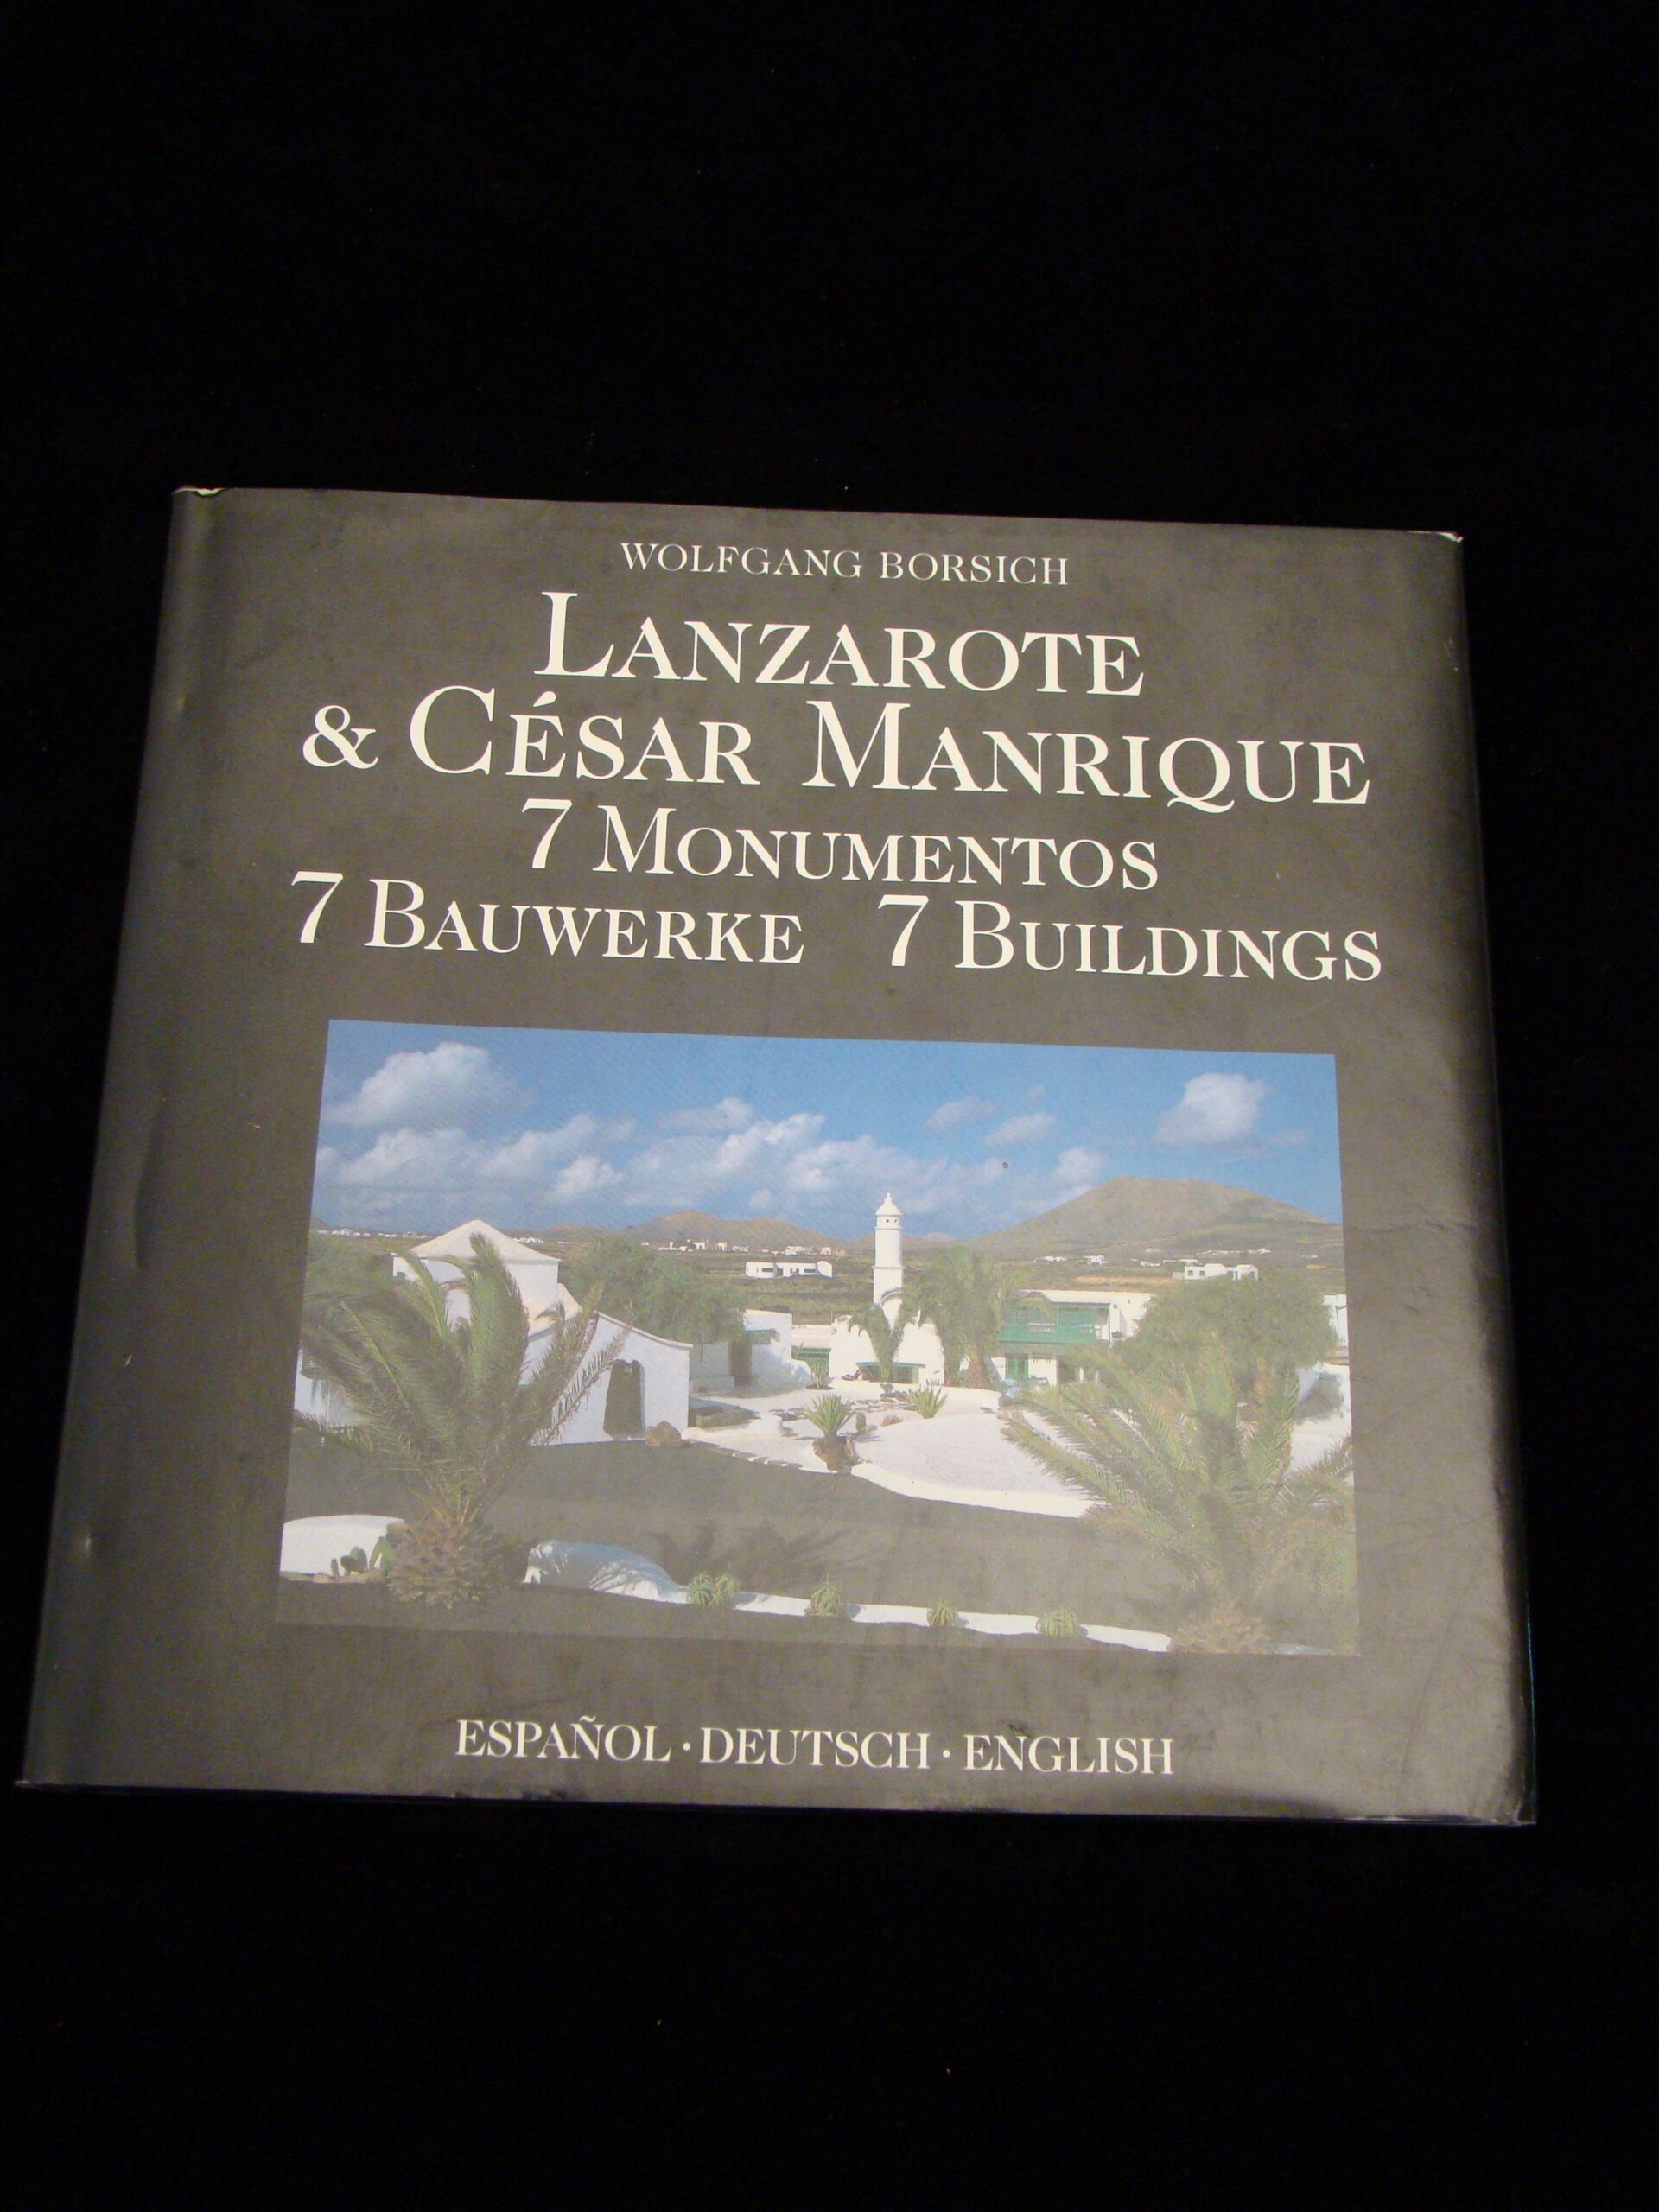 WOLFGANG BORSICH
LANZAROTE
& CÉSAR MANRIQUE
7 MONUMENTOS
7 BAUWERKE 7 BUILDINGS
ESPAÑOL · DEUTSCH · ENGLISH